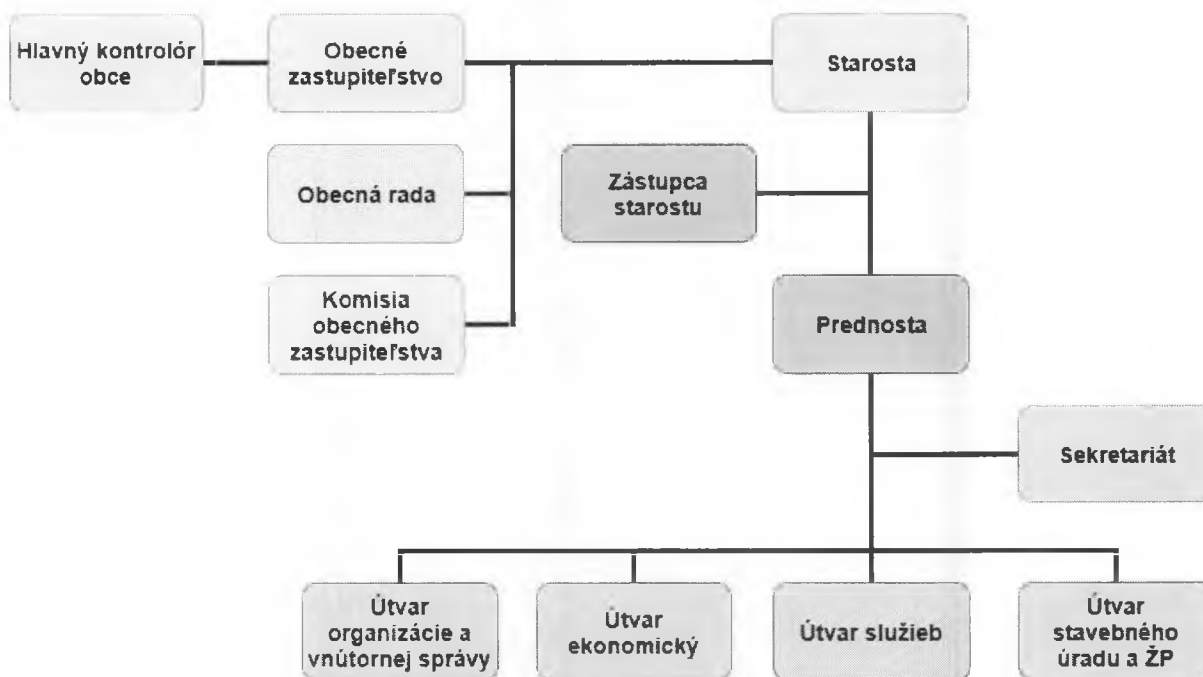 Hlavný kontrolór
obce
Obecné
zastupiteľstvo
Starosta
Obecná rada
Zástupca
starostu
Komisia
obecného
zastupiteľstva
Prednosta
Sekretariát
Útvar
organizácie a
vnútornej správy
Útvar
ekonomický
Útvar služieb
Útvar
stavebného
úradu a ŽP